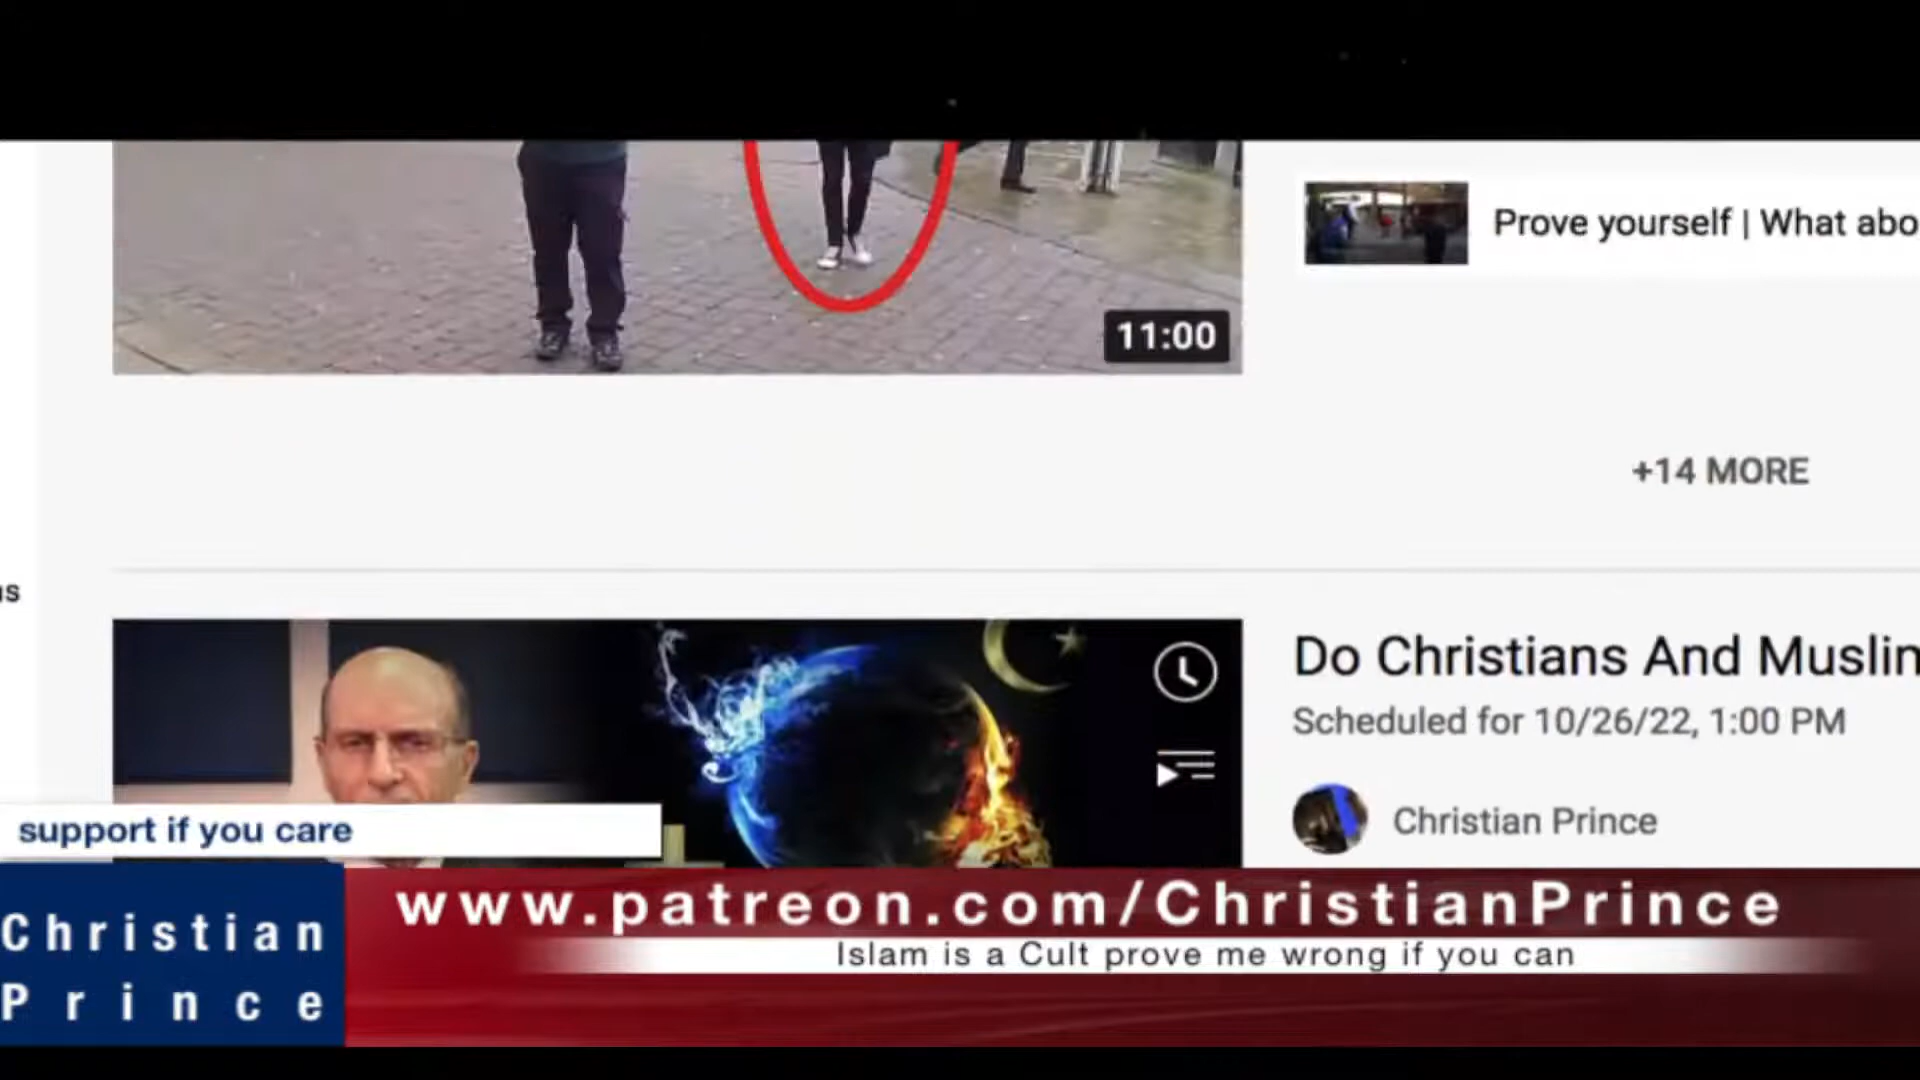 Prove yourself | What abo
11:00
+14 MORE
ns
Do Christians And Muslim
Scheduled for 10/26/22, 1:00 PM
Christian Prince
support if you care
www.patreon.com/ChristianPrince
Islam is a Cult prove me wrong if you can
Christian
Prince